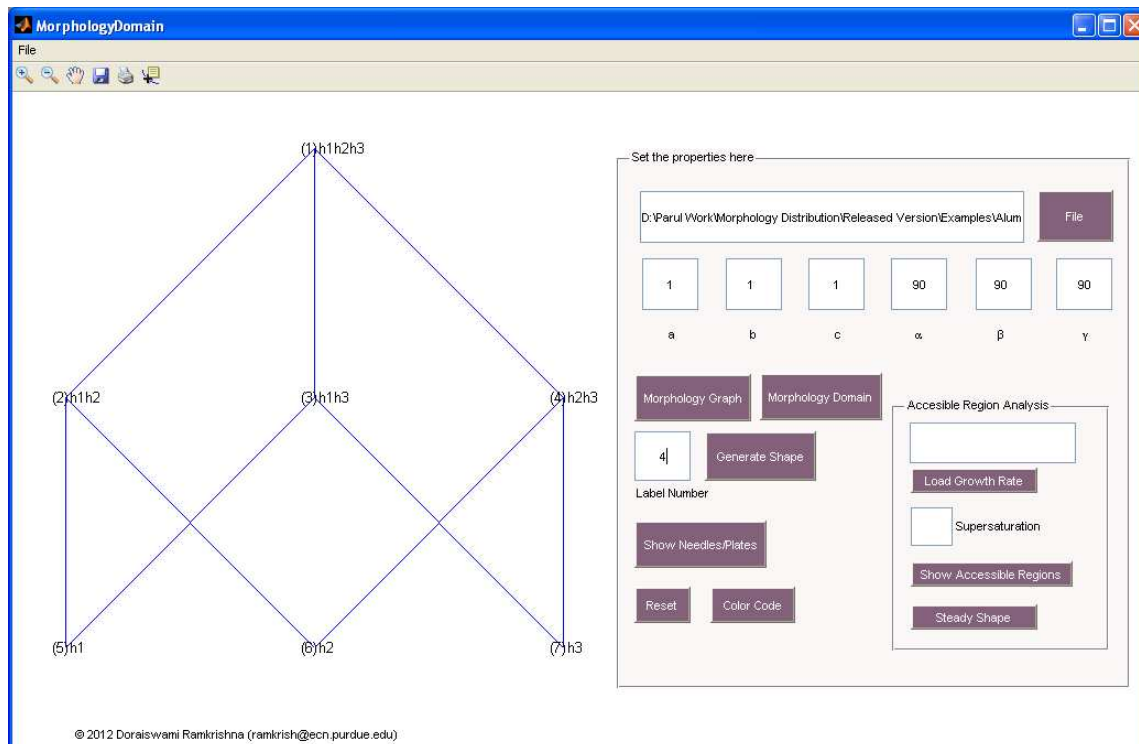 MorphologyDomain
File
(1)h1h2h3
(2)h1h2
(3)h1h3
(4)h2h3
(5)h1
(6)h2
(7)h3
© 2012 Doraiswami Ramkrishna (ramkrish@ecn.purdue.edu)
Set the properties here
D:\Parul Work\Morphology Distribution\Released Version\Examples\Alum
File
1 1 1 90 90 90
a b c α β γ
Morphology Graph
Morphology Domain
4
Generate Shape
Label Number
Show Needles/Plates
Reset
Color Code
Accesible Region Analysis
Load Growth Rate
Supersaturation
Show Accessible Regions
Steady Shape